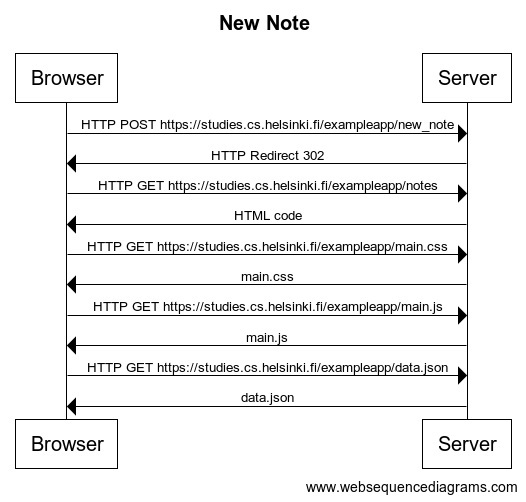 New Note
Browser
Server
HTTP POST https://studies.cs.helsinki.fi/exampleapp/new_note
HTTP Redirect 302
HTTP GET https://studies.cs.helsinki.fi/exampleapp/notes
HTML code
HTTP GET https://studies.cs.helsinki.fi/exampleapp/main.css
main.css
HTTP GET https://studies.cs.helsinki.fi/exampleapp/main.js
main.js
HTTP GET https://studies.cs.helsinki.fi/exampleapp/data.json
data.json
Browser
Server
www.websequencediagrams.com